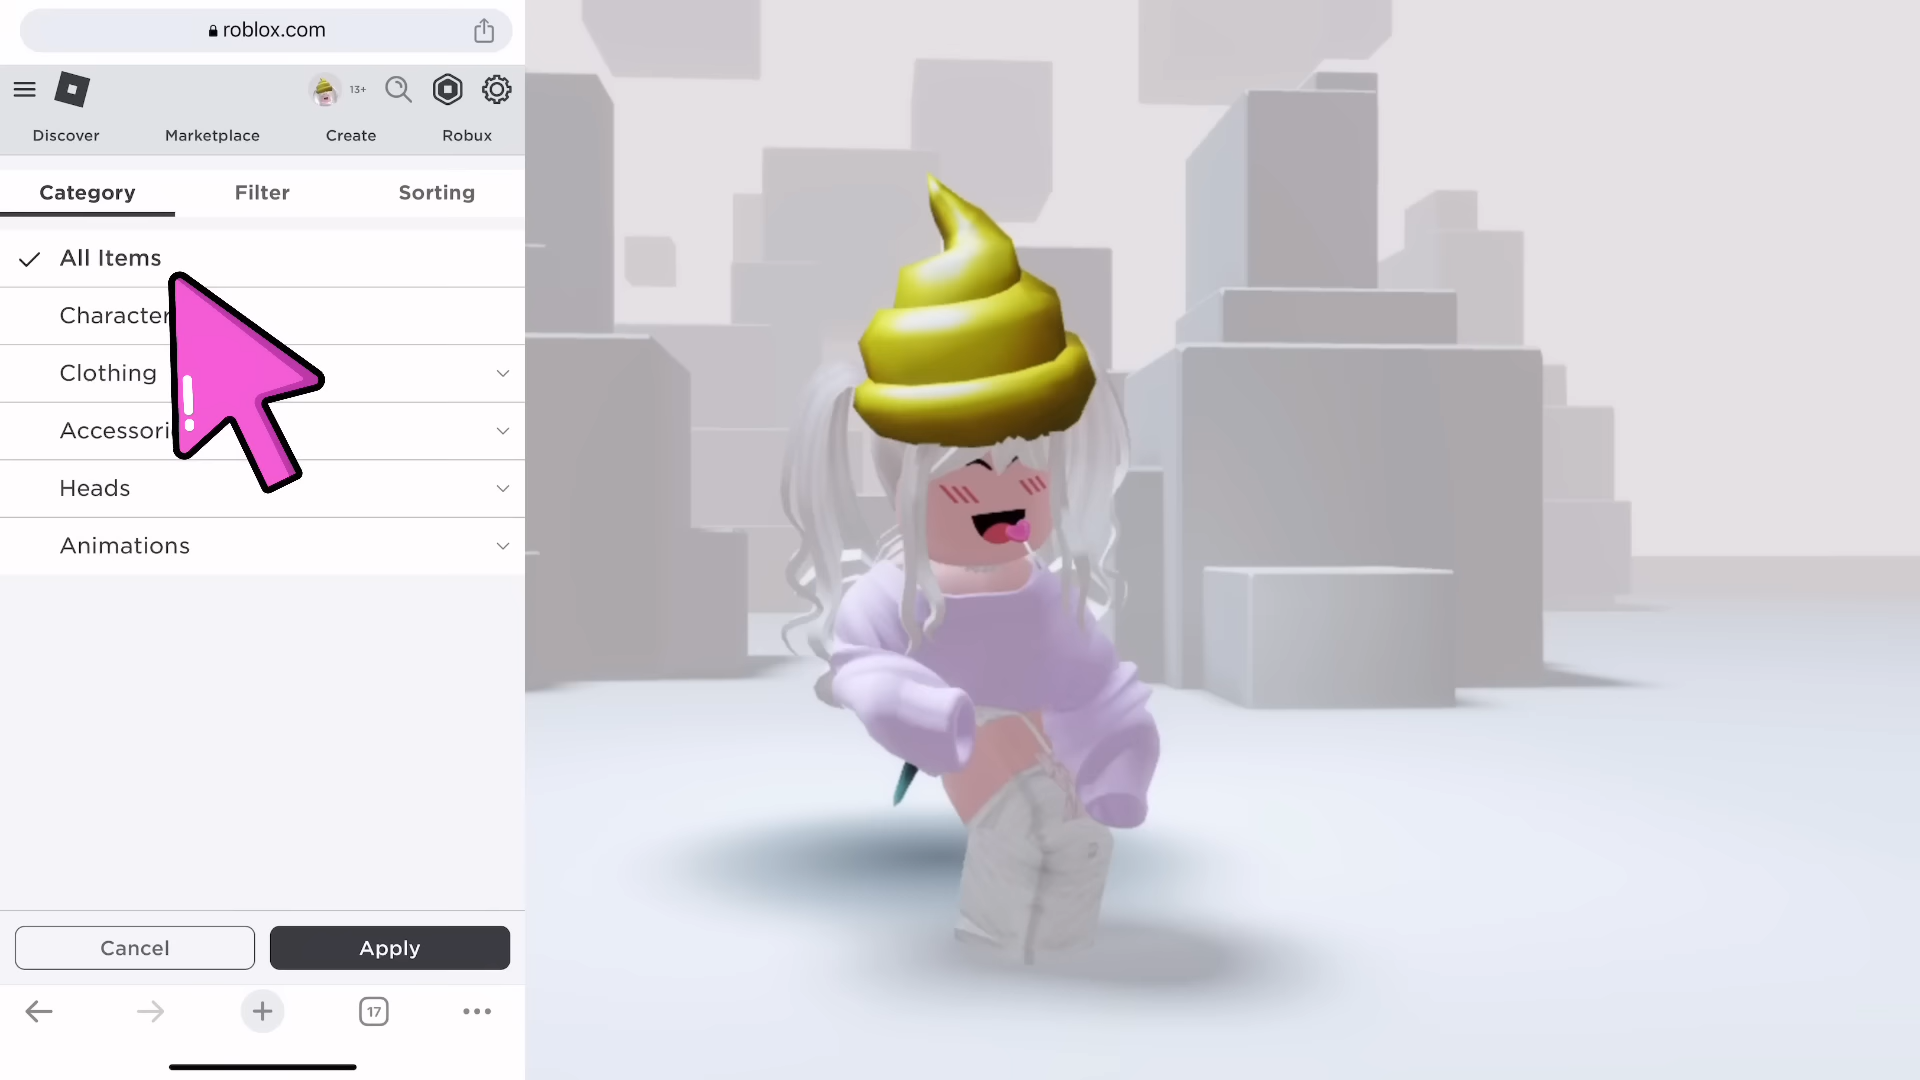 roblox.com
13+
Discover Marketplace Create Robux
Category Filter Sorting
All Items
Character
Clothing
Accessori
Heads
Animations
Cancel Apply
17